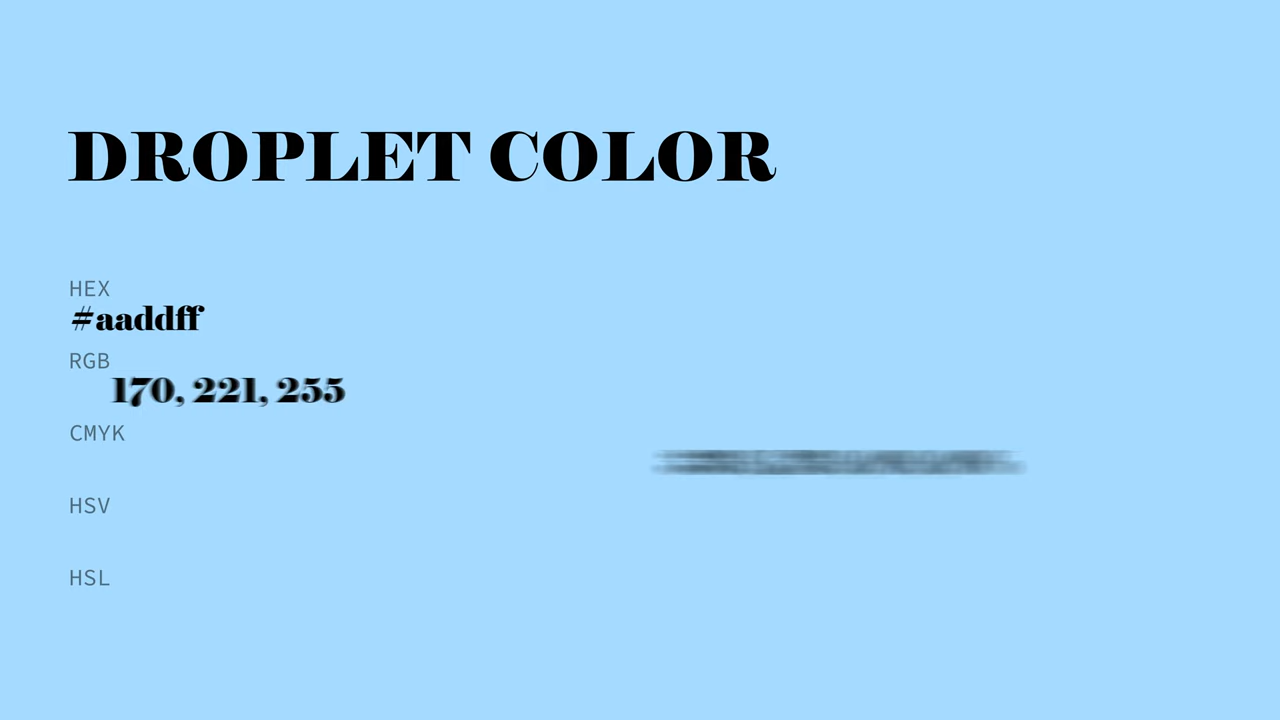 DROPLET COLOR
HEX
#aaddff
RGB
170, 221, 255
CMYK
HSV
HSL